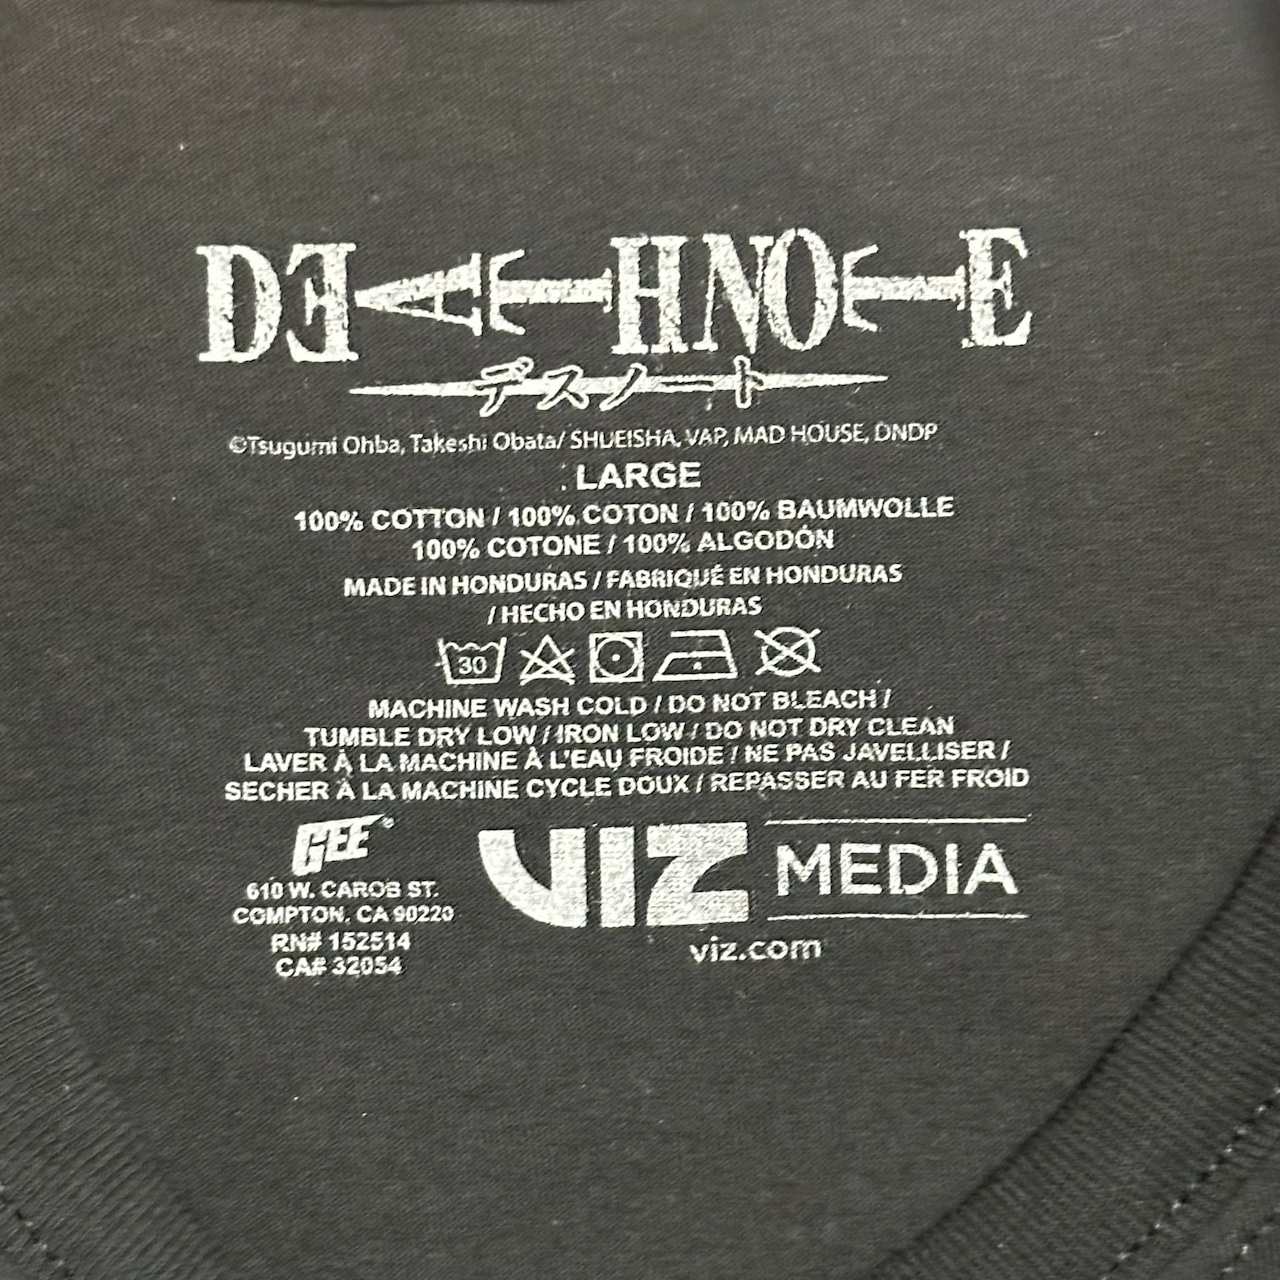 DEATH NOTE
デスノート
©Tsugumi Ohba, Takeshi Obata/ SHUEISHA, VAP, MAD HOUSE, DNDP
LARGE
100% COTTON / 100% COTON / 100% BAUMWOLLE
100% COTONE / 100% ALGODÓN
MADE IN HONDURAS / FABRIQUÉ EN HONDURAS
/ HECHO EN HONDURAS
30
MACHINE WASH COLD / DO NOT BLEACH /
TUMBLE DRY LOW / IRON LOW / DO NOT DRY CLEAN
LAVER À LA MACHINE À L'EAU FROIDE / NE PAS JAVELLISER /
SECHER À LA MACHINE CYCLE DOUX / REPASSER AU FER FROID
GEE®
610 W. CAROB ST.
COMPTON, CA 90220
RN# 152514
CA# 32054
VIZ MEDIA
viz.com